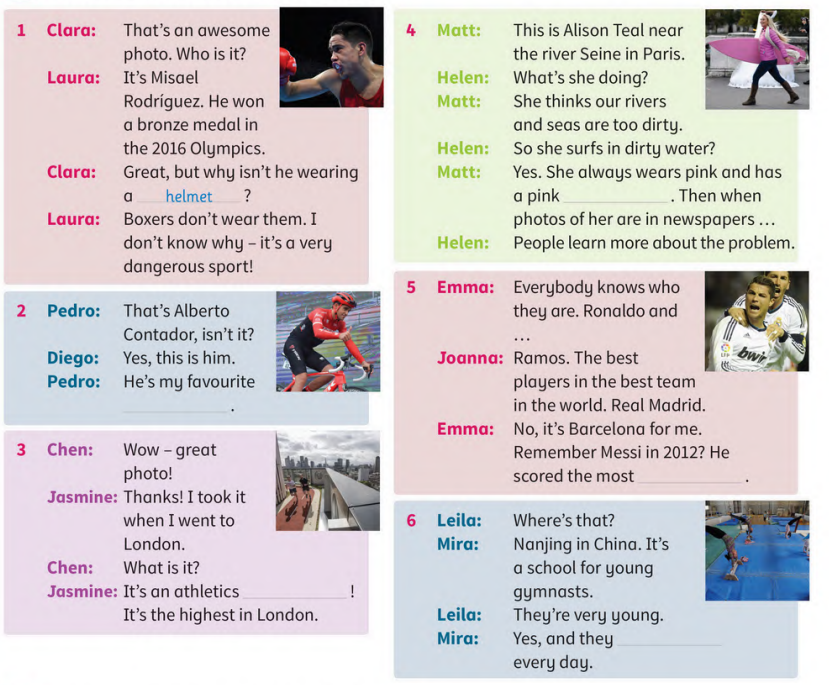 1 Clara: That's an awesome
photo. Who is it?
Laura: It's Misael
Rodríguez. He won
a bronze medal in
the 2016 Olympics.
Clara: Great, but why isn't he wearing
a helmet ?
Laura: Boxers don't wear them. I
don't know why – it's a very
dangerous sport!
2 Pedro: That's Alberto
Contador, isn't it?
Diego: Yes, this is him.
Pedro: He's my favourite
.
3 Chen: Wow – great
photo!
Jasmine: Thanks! I took it
when I went to
London.
Chen: What is it?
Jasmine: It's an athletics !
It's the highest in London.
4 Matt: This is Alison Teal near
the river Seine in Paris.
Helen: What's she doing?
Matt: She thinks our rivers
and seas are too dirty.
Helen: So she surfs in dirty water?
Matt: Yes. She always wears pink and has
a pink . Then when
photos of her are in newspapers ...
Helen: People learn more about the problem.
5 Emma: Everybody knows who
they are. Ronaldo and
...
Joanna: Ramos. The best
players in the best team
in the world. Real Madrid.
Emma: No, it's Barcelona for me.
Remember Messi in 2012? He
scored the most .
bwin
6 Leila: Where's that?
Mira: Nanjing in China. It's
a school for young
gymnasts.
Leila: They're very young.
Mira: Yes, and they
every day.